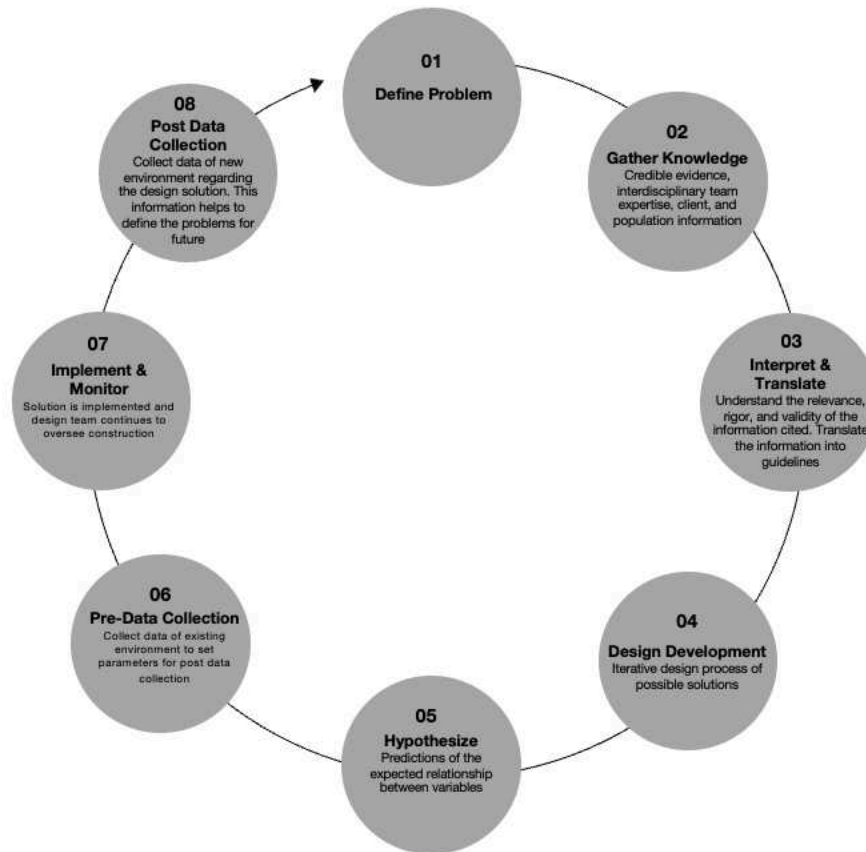 01
Define Problem
02
Gather Knowledge
Credible evidence,
interdisciplinary team
expertise, client, and
population information
03
Interpret &
Translate
Understand the relevance,
rigor, and validity of the
information cited. Translate
the information into
guidelines
04
Design Development
Iterative design process of
possible solutions
05
Hypothesize
Predictions of the
expected relationship
between variables
06
Pre-Data Collection
Collect data of existing
environment to set
parameters for post data
collection
07
Implement &
Monitor
Solution is implemented and
design team continues to
oversee construction
08
Post Data
Collection
Collect data of new
environment regarding
the design solution. This
information helps to
define the problems for
future